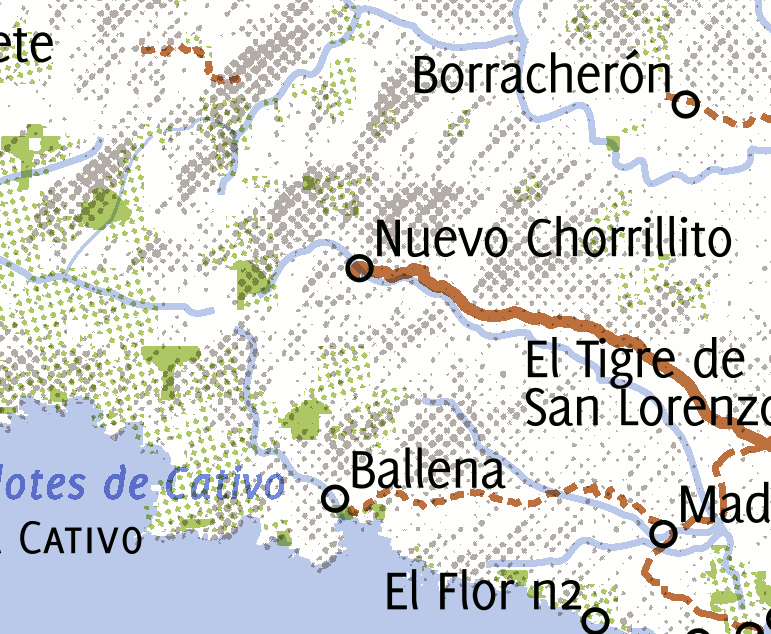 ete
Borracherón
Nuevo Chorrillito
El Tigre de
San Lorenzo
Ballena
lotes de Cativo
Cativo
Mad
El Flor n2